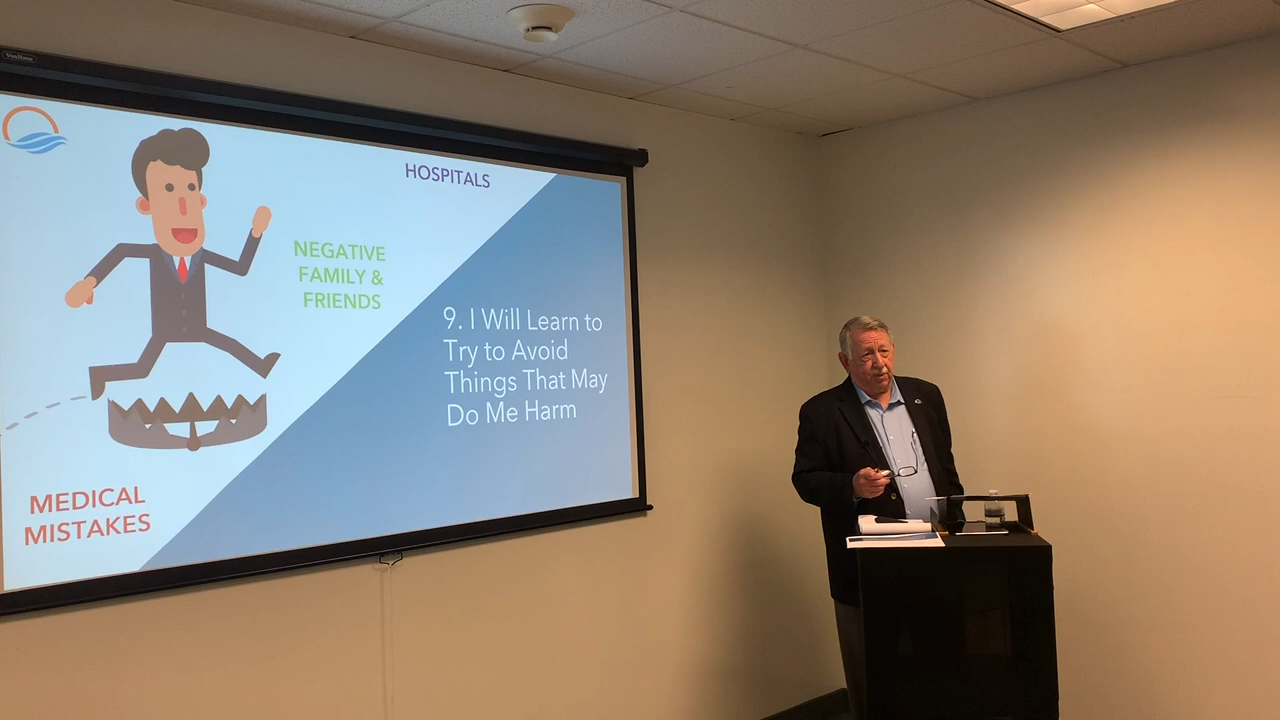 HOSPITALS
NEGATIVE
FAMILY &
FRIENDS
9. I Will Learn to
Try to Avoid
Things That May
Do Me Harm
MEDICAL
MISTAKES